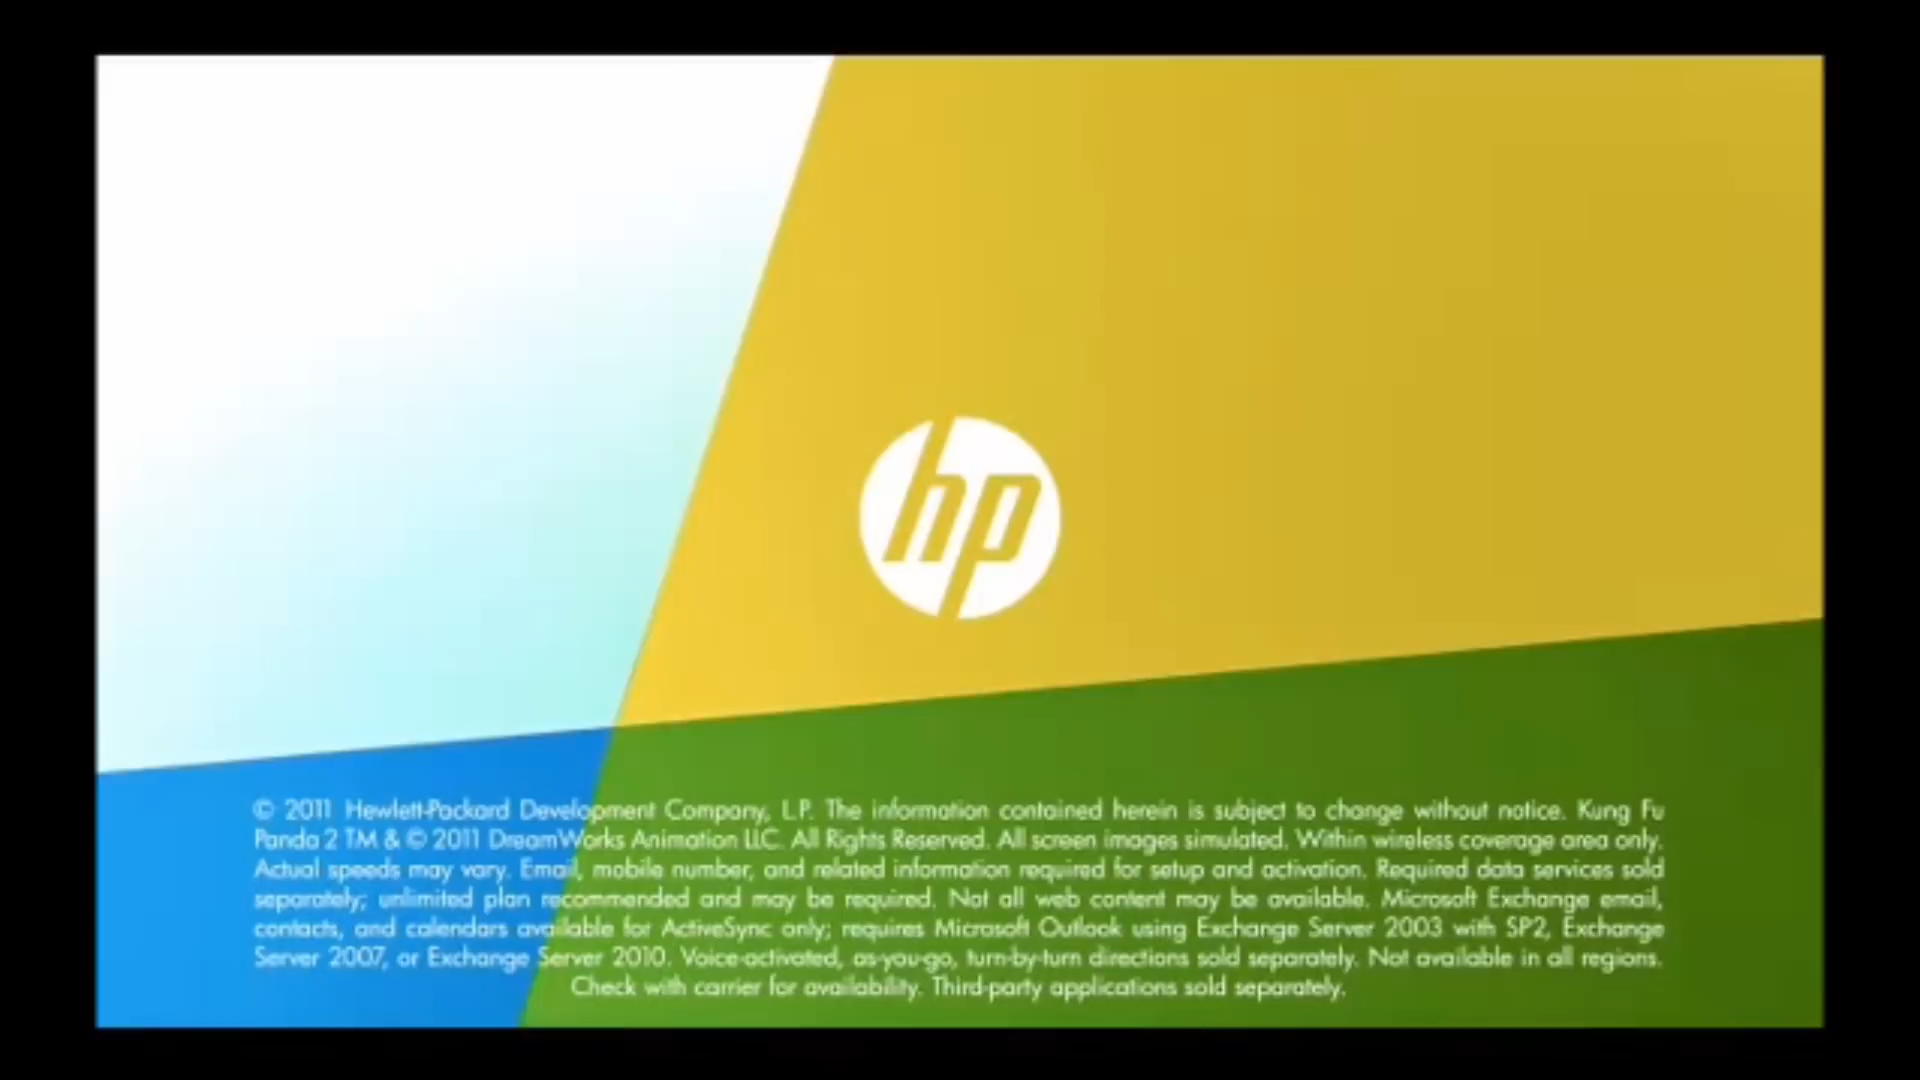 hp
© 2011 Hewlett-Packard Development Company, L.P. The information contained herein is subject to change without notice. Kung Fu
Panda 2 TM & © 2011 DreamWorks Animation LLC. All Rights Reserved. All screen images simulated. Within wireless coverage area only.
Actual speeds may vary. Email, mobile number, and related information required for setup and activation. Required data services sold
separately; unlimited plan recommended and may be required. Not all web content may be available. Microsoft Exchange email,
contacts, and calendars available for ActiveSync only; requires Microsoft Outlook using Exchange Server 2003 with SP2, Exchange
Server 2007, or Exchange Server 2010. Voice-activated, as-you-go, turn-by-turn directions sold separately. Not available in all regions.
Check with carrier for availability. Third-party applications sold separately.